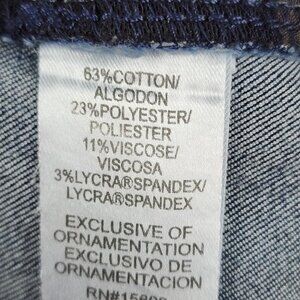 63%COTTON/
ALGODON
23%POLYESTER/
POLIESTER
11%VISCOSE/
VISCOSA
3%LYCRA®SPANDEX/
LYCRA®SPANDEX
EXCLUSIVE OF
ORNAMENTATION
EXCLUSIVO DE
ORNAMENTACION